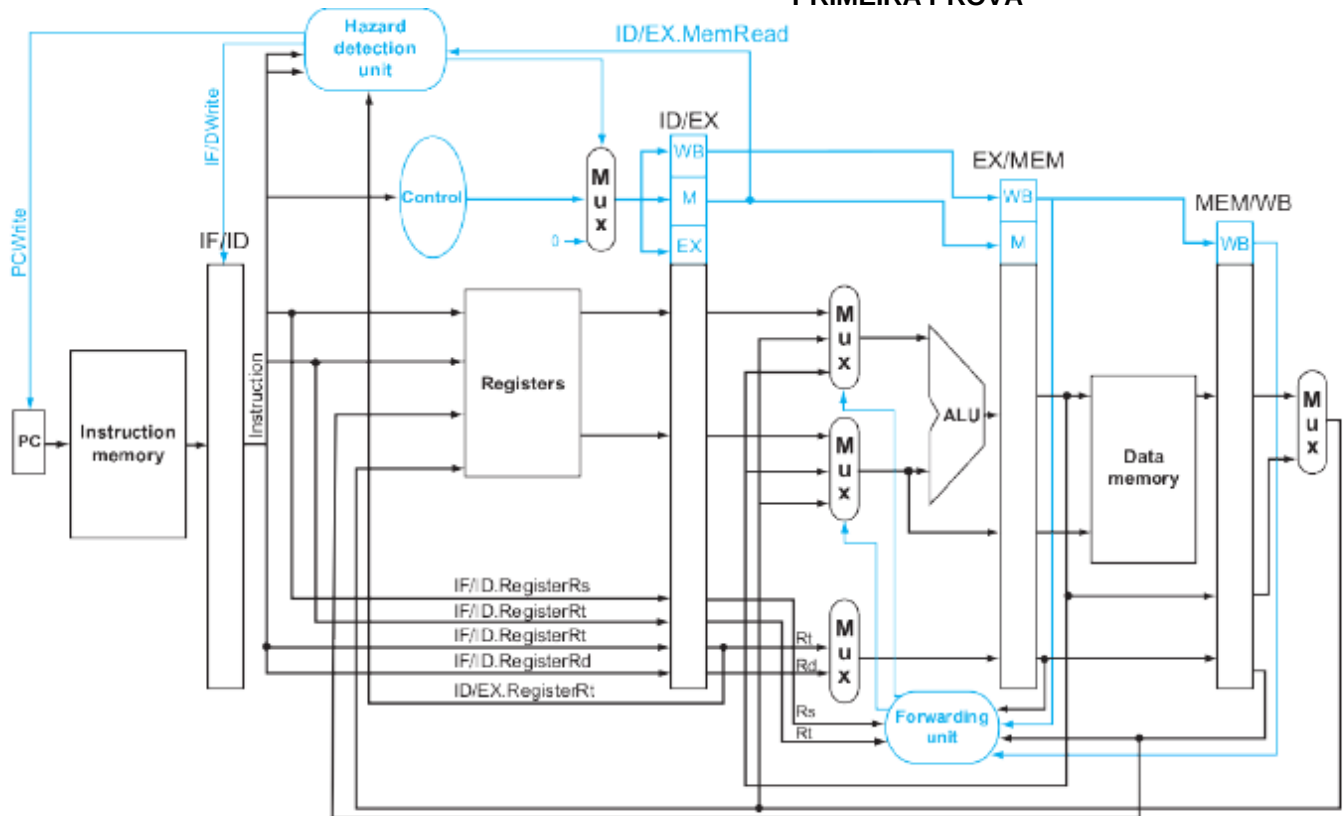 PRIMEIRA PROVA
Hazard
detection
unit
ID/EX.MemRead
PCWrite
IF/DWrite
ID/EX
WB
M
EX
Control
M
u
x
0
EX/MEM
WB
M
MEM/WB
WB
IF/ID
PC
Instruction
memory
Instruction
Registers
M
u
x
M
u
x
ALU
Data
memory
M
u
x
IF/ID.RegisterRs
IF/ID.RegisterRt
IF/ID.RegisterRt
IF/ID.RegisterRd
ID/EX.RegisterRt
Rt
Rd
M
u
x
Rs
Rt
Forwarding
unit